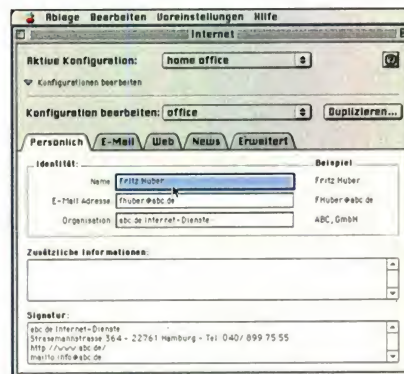 Ablage Bearbeiten Voreinstellungen Hilfe
Internet
Aktive Konfiguration: home office
Konfigurationen bearbeiten
Konfiguration bearbeiten: office Duplizieren...
Persönlich E-Mail Web News Erweitert
Identität: Beispiel
Name Fritz Huber Fritz Huber
E-Mail Adresse fhuber@abc.de FHuber@abc.de
Organisation abc.de Internet-Dienste ABC, GmbH
Zusätzliche Informationen:
Signatur:
abc.de Internet-Dienste
Stresemannstrasse 364 - 22761 Hamburg - Tel: 040/ 899 75 55
http://www.abc.de/
mailto:info@abc.de